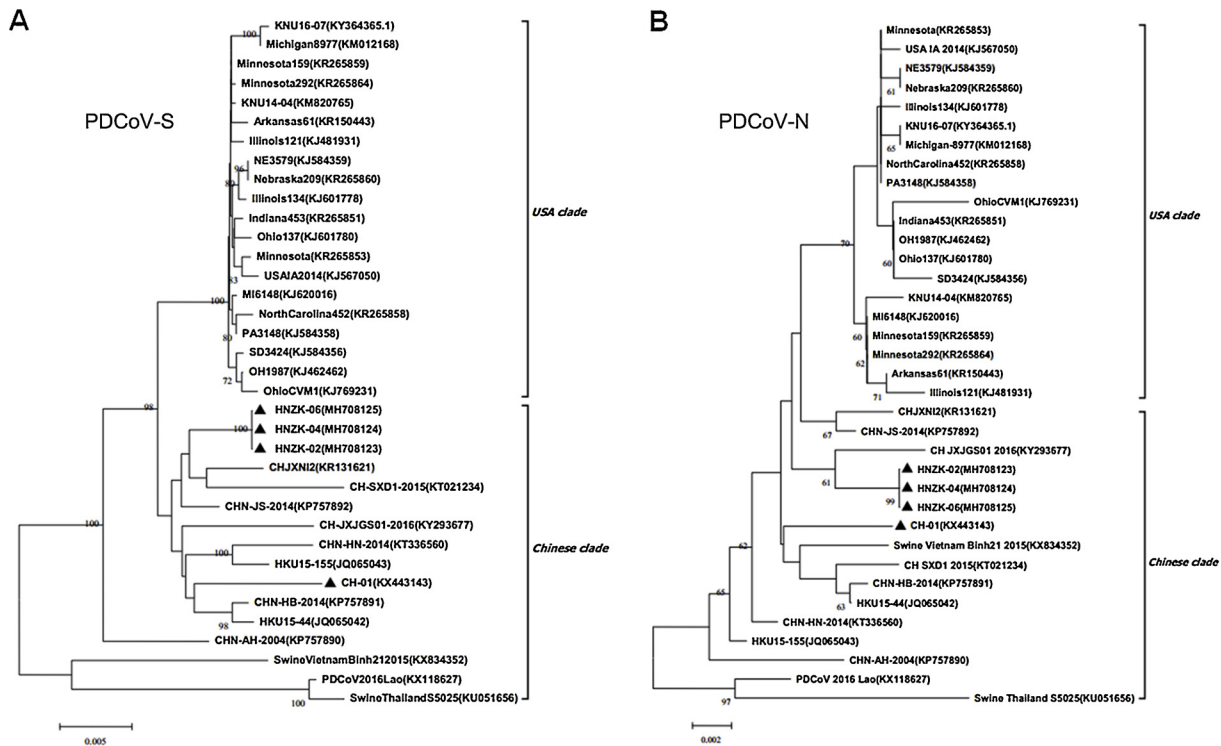 A
PDCoV-S
KNU16-07(KY364365.1)
100
Michigan8977(KM012168)
Minnesota159(KR265859)
Minnesota292(KR265864)
KNU14-04(KM820765)
Arkansas61(KR150443)
Illinois121(KJ481931)
NE3579(KJ584359)
96
Nebraska209(KR265860)
80
Illinois134(KJ601778)
Indiana453(KR265851)
Ohio137(KJ601780)
Minnesota(KR265853)
USAIA2014(KJ567050)
83
MI6148(KJ620016)
100
NorthCarolina452(KR265858)
PA3148(KJ584358)
80
SD3424(KJ584356)
OH1987(KJ462462)
72
OhioCVM1(KJ769231)
USA clade
98
HNZK-06(MH708125)
100
HNZK-04(MH708124)
HNZK-02(MH708123)
CHJXNI2(KR131621)
CH-SXD1-2015(KT021234)
CHN-JS-2014(KP757892)
100
CH-JXJGS01-2016(KY293677)
CHN-HN-2014(KT336560)
100
HKU15-155(JQ065043)
CH-01(KX443143)
CHN-HB-2014(KP757891)
HKU15-44(JQ065042)
98
CHN-AH-2004(KP757890)
SwineVietnamBinh212015(KX834352)
PDCoV2016Lao(KX118627)
100
SwineThailandS5025(KU051656)
Chinese clade
0.005
B
PDCoV-N
Minnesota(KR265853)
USA IA 2014(KJ567050)
NE3579(KJ584359)
61
Nebraska209(KR265860)
Illinois134(KJ601778)
KNU16-07(KY364365.1)
65
Michigan-8977(KM012168)
NorthCarolina452(KR265858)
PA3148(KJ584358)
OhioCVM1(KJ769231)
Indiana453(KR265851)
70
OH1987(KJ462462)
60
Ohio137(KJ601780)
SD3424(KJ584356)
KNU14-04(KM820765)
MI6148(KJ620016)
60
Minnesota159(KR265859)
62
Minnesota292(KR265864)
Arkansas61(KR150443)
71
Illinois121(KJ481931)
USA clade
CHJXNI2(KR131621)
67
CHN-JS-2014(KP757892)
CH JXJGS01 2016(KY293677)
61
HNZK-02(MH708123)
HNZK-04(MH708124)
99
HNZK-06(MH708125)
CH-01(KX443143)
62
Swine Vietnam Binh21 2015(KX834352)
CH SXD1 2015(KT021234)
CHN-HB-2014(KP757891)
65
63
HKU15-44(JQ065042)
CHN-HN-2014(KT336560)
HKU15-155(JQ065043)
CHN-AH-2004(KP757890)
PDCoV 2016 Lao(KX118627)
97
Swine Thailand S5025(KU051656)
Chinese clade
0.002